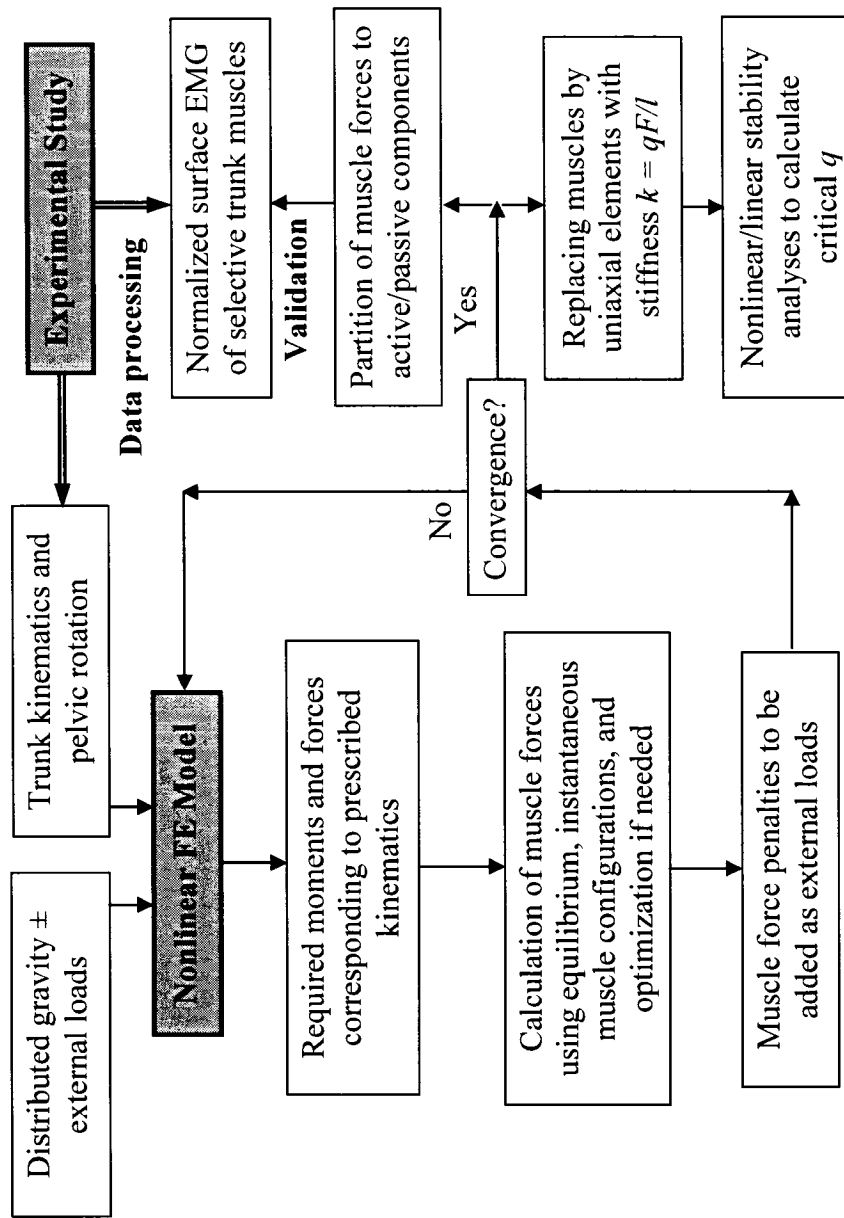 Distributed gravity ±
external loads
Trunk kinematics and
pelvic rotation
Experimental Study
Data processing
Nonlinear FE Model
Normalized surface EMG
of selective trunk muscles
Validation
Required moments and forces
corresponding to prescribed
kinematics
No
Convergence?
Yes
Partition of muscle forces to
active/passive components
Calculation of muscle forces
using equilibrium, instantaneous
muscle configurations, and
optimization if needed
Replacing muscles by
uniaxial elements with
stiffness k = qF/l
Muscle force penalties to be
added as external loads
Nonlinear/linear stability
analyses to calculate
critical q